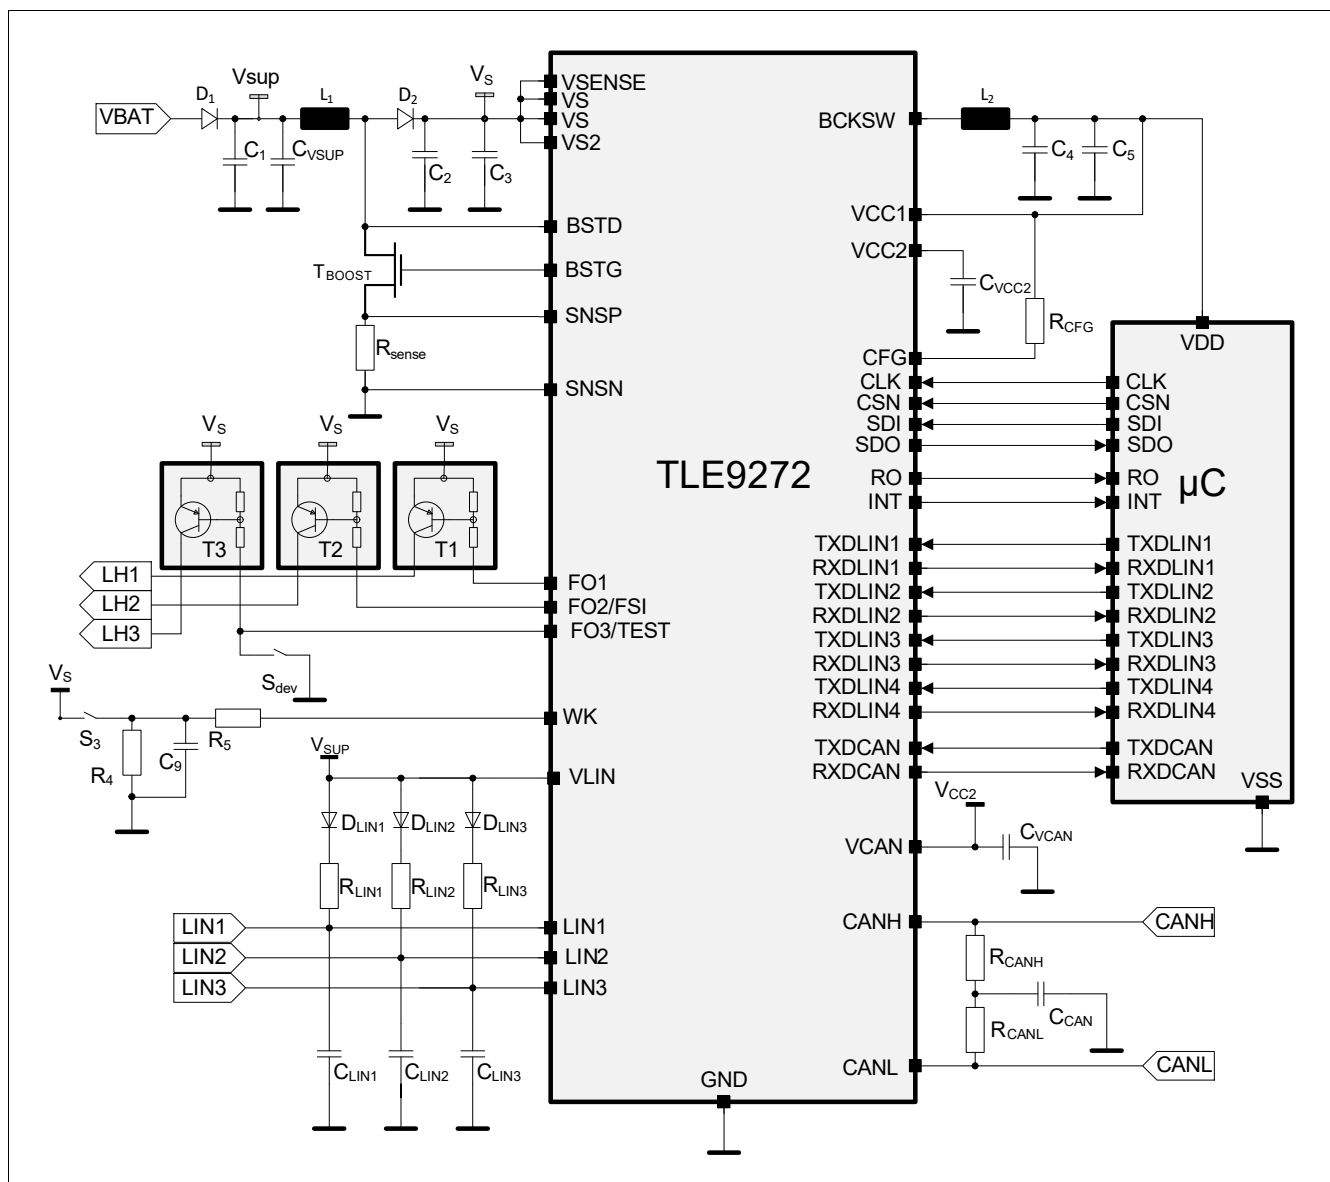 Vsup
VBAT
D1
L1
D2
VS
C1
CVSUP
C2
C3
VSENSE
VS
VS
VS2
BSTD
BSTG
SNSP
SNSN
TBOOST
Rsense
VS
VS
VS
T3
T2
T1
LH1
LH2
LH3
FO1
FO2/FSI
FO3/TEST
Sdev
VS
S3
R4
C9
R5
WK
VSUP
VLIN
DLIN1
DLIN2
DLIN3
RLIN1
RLIN2
RLIN3
LIN1
LIN2
LIN3
LIN1
LIN2
LIN3
CLIN1
CLIN2
CLIN3
TLE9272
GND
BCKSW
L2
C4
C5
VCC1
VCC2
CVCC2
RCFG
CFG
CLK
CSN
SDI
SDO
RO
INT
TXDLIN1
RXDLIN1
TXDLIN2
RXDLIN2
TXDLIN3
RXDLIN3
TXDLIN4
RXDLIN4
TXDCAN
RXDCAN
VDD
CLK
CSN
SDI
SDO
RO
INT
µC
TXDLIN1
RXDLIN1
TXDLIN2
RXDLIN2
TXDLIN3
RXDLIN3
TXDLIN4
RXDLIN4
TXDCAN
RXDCAN
VSS
VCC2
VCAN
CVCAN
CANH
CANH
RCANH
CCAN
RCANL
CANL
CANL